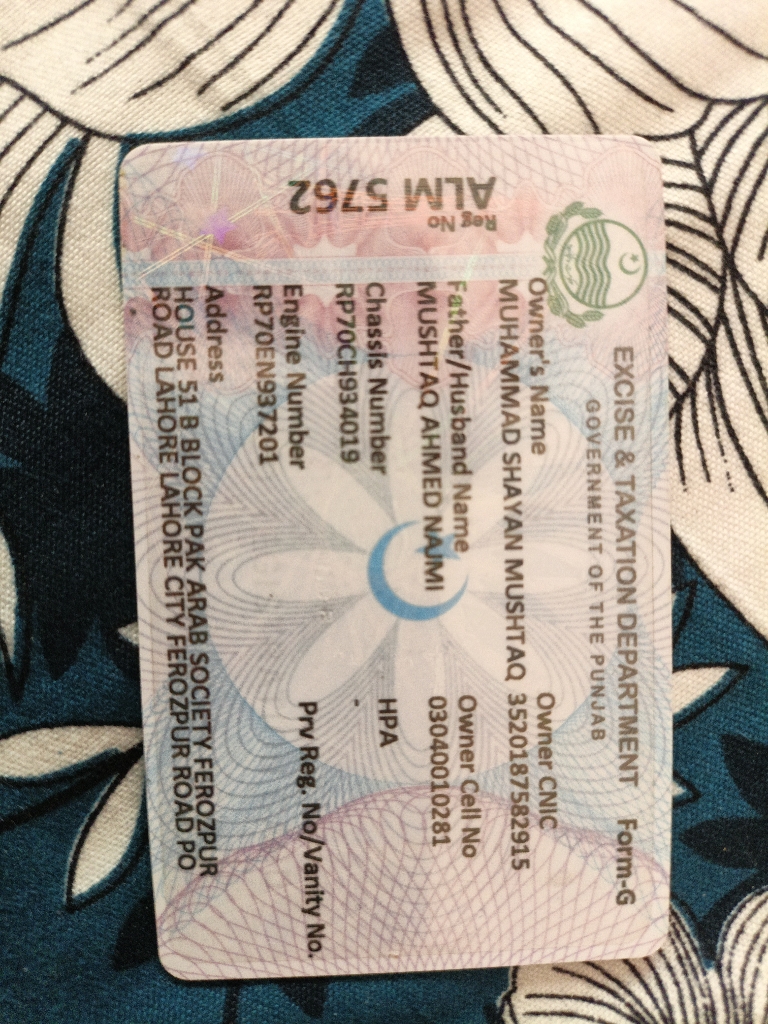 EXCISE & TAXATION DEPARTMENT Form-G
GOVERNMENT OF THE PUNJAB
Reg No
ALM 5762
Owner's Name
MUHAMMAD SHAYAN MUSHTAQ
Owner CNIC
3520187582915
Father/Husband Name
MUSHTAQ AHMED NAJMI
Owner Cell No
03040010281
Chassis Number
RP70CH934019
HPA
-
Engine Number
RP70EN937201
Prv Reg. No/Vanity No.
Address
HOUSE 51 B BLOCK PAK ARAB SOCIETY FEROZPUR
ROAD LAHORE LAHORE CITY FEROZPUR ROAD PO